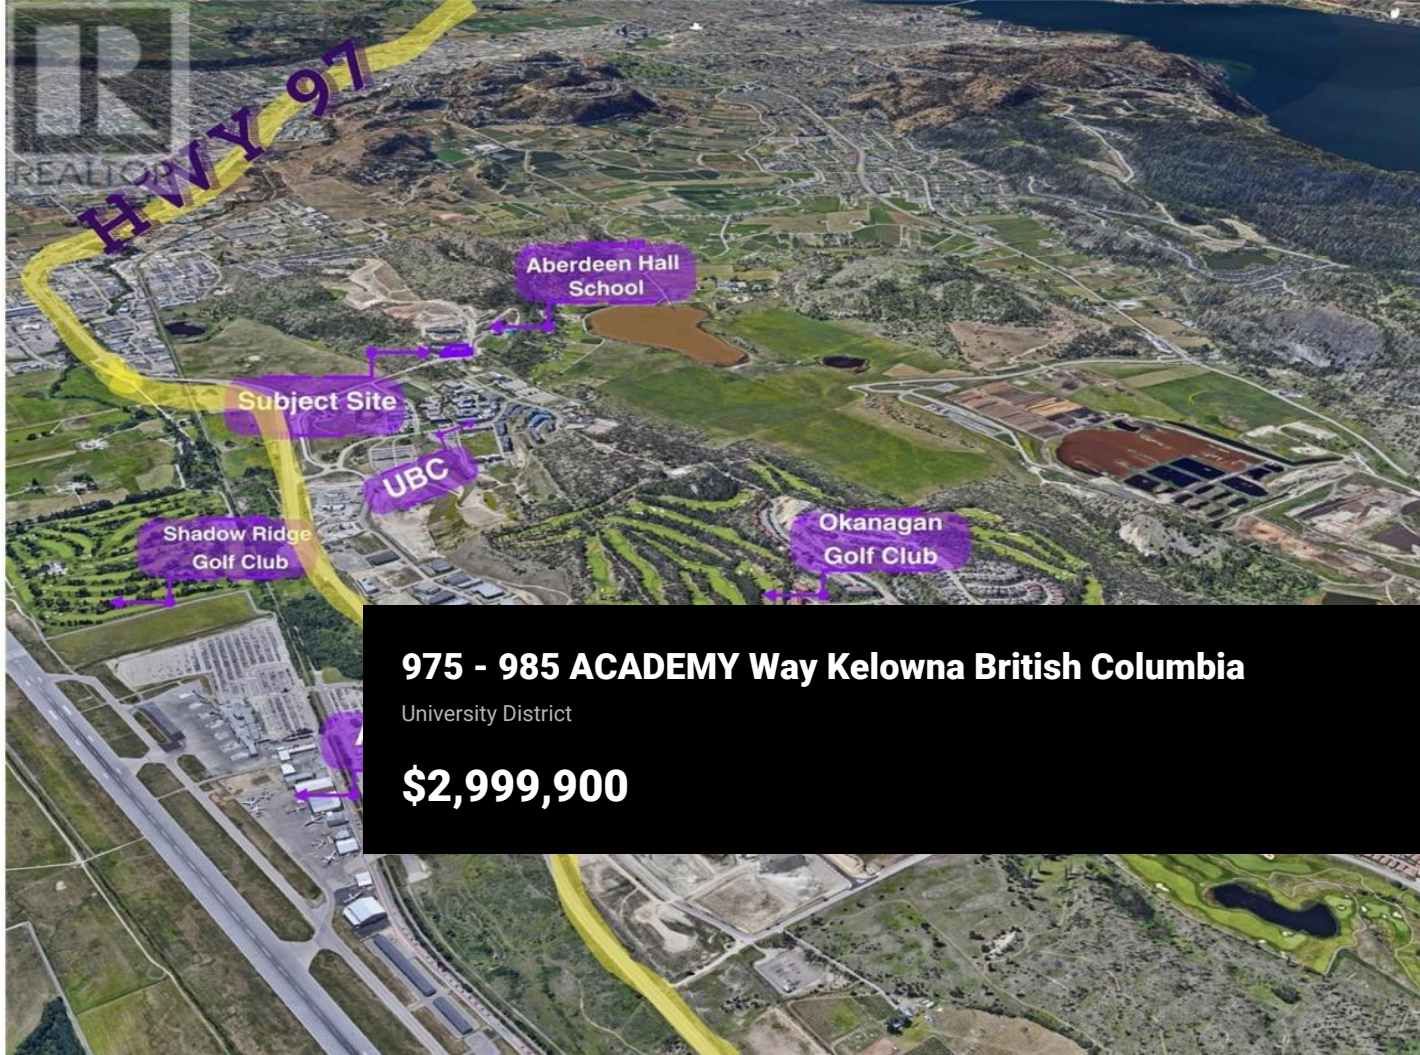 REALTOR
HWY 97
Aberdeen Hall
School
Subject Site
UBC
Shadow Ridge
Golf Club
Okanagan
Golf Club
975 - 985 ACADEMY Way Kelowna British Columbia
University District
$2,999,900